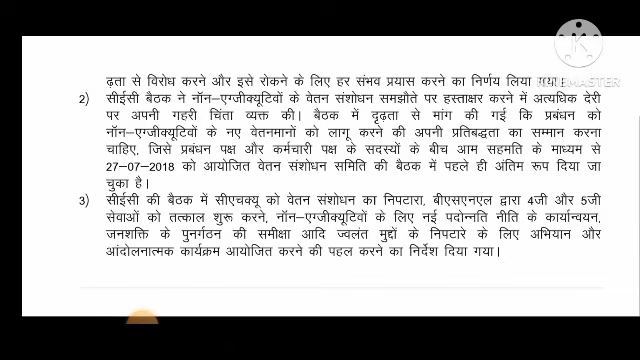 ढ़ता से विरोध करने और इसे रोकने के लिए हर संभव प्रयास करने का निर्णय लिया गया।
2) सीईसी बैठक ने नॉन–एग्जीक्यूटिवों के वेतन संशोधन समझौते पर हस्ताक्षर करने में अत्यधिक देरी
पर अपनी गहरी चिंता व्यक्त की। बैठक में दृढ़ता से मांग की गई कि प्रबंधन को
नॉन–एग्जीक्यूटिवों के नए वेतनमानों को लागू करने की अपनी प्रतिबद्धता का सम्मान करना
चाहिए, जिसे प्रबंधन पक्ष और कर्मचारी पक्ष के सदस्यों के बीच आम सहमति के माध्यम से
27–07–2018 को आयोजित वेतन संशोधन समिति की बैठक में पहले ही अंतिम रूप दिया जा
चुका है।
3) सीईसी की बैठक में सीएचक्यू को वेतन संशोधन का निपटारा, बीएसएनएल द्वारा 4जी और 5जी
सेवाओं को तत्काल शुरू करने, नॉन–एग्जीक्यूटिवों के लिए नई पदोन्नति नीति के कार्यान्वयन,
जनशक्ति के पुनर्गठन की समीक्षा आदि ज्वलंत मुद्दों के निपटारे के लिए अभियान और
आंदोलनात्मक कार्यक्रम आयोजित करने की पहल करने का निर्देश दिया गया।
KINEMASTER